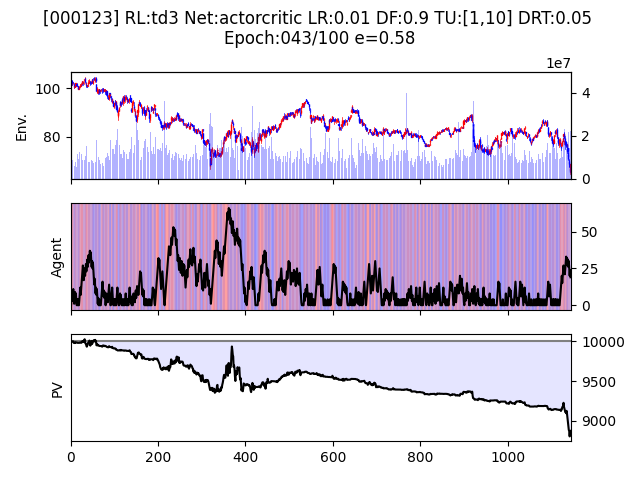 [000123] RL:td3 Net:actorcritic LR:0.01 DF:0.9 TU:[1,10] DRT:0.05
Epoch:043/100 e=0.58
1e7
Env.
100
80
4
2
0
Agent
50
25
0
PV
10000
9500
9000
0 200 400 600 800 1000